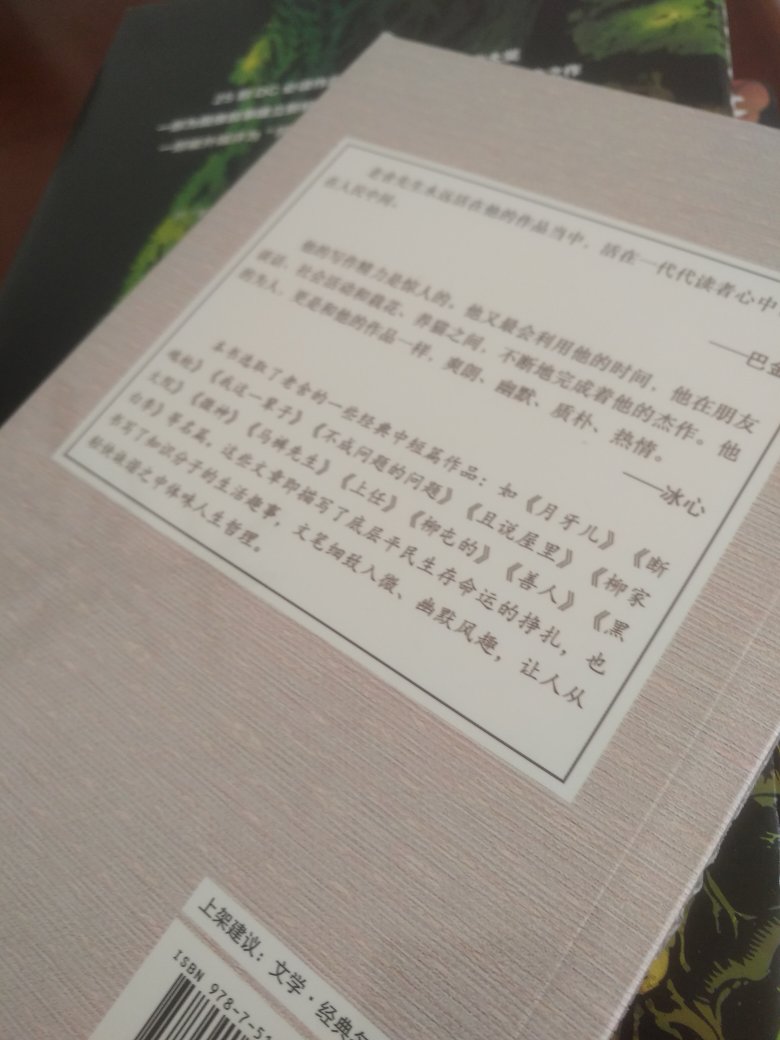 老舍先生永远活在他的作品当中，活在一代代读者心中
在人民中间。
——巴金
他的写作精力是惊人的。他又最会利用他的时间，他在朋友
谈话、社会活动和栽花、养猫之间，不断地完成着他的杰作。他
的为人，更是和他的作品一样，爽朗、幽默、质朴、热情。
——冰心
本书选取了老舍的一些经典中短篇作品：如《月牙儿》《断
魂枪》《我这一辈子》《不成问题的问题》《且说屋里》《柳家
大院》《微神》《马裤先生》《上任》《柳屯的》《善人》《黑
白李》等名篇。这些文章即描写了底层平民生存命运的挣扎，也
书写了知识分子的生活趣事，文笔细致入微、幽默风趣，让人从
轻快诙谐之中体味人生哲理。
上架建议：文学·经典
ISBN 978-7-5